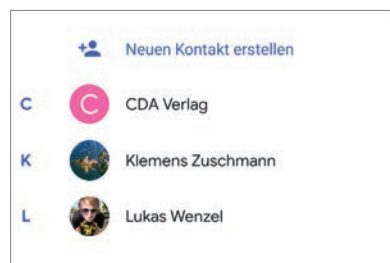 Neuen Kontakt erstellen
C
C CDA Verlag
K Klemens Zuschmann
L Lukas Wenzel